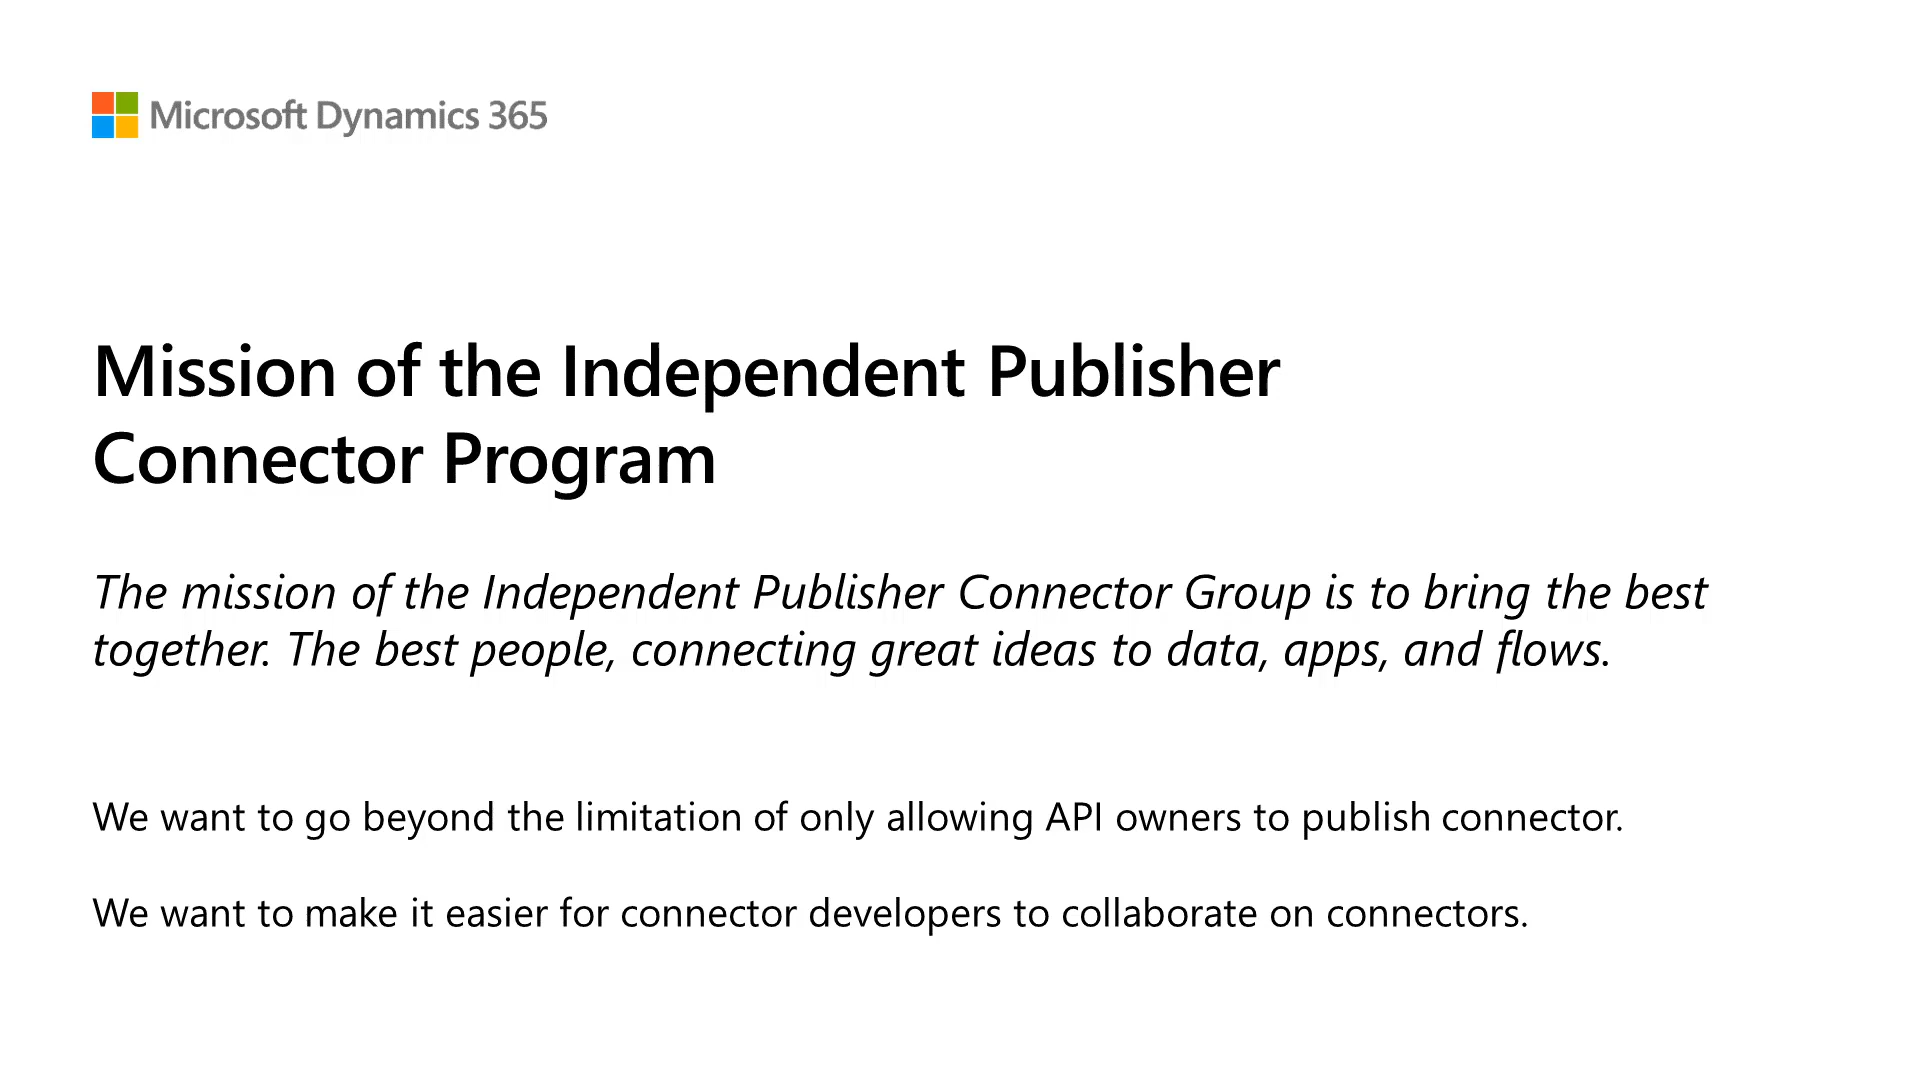 Microsoft Dynamics 365
Mission of the Independent Publisher
Connector Program
The mission of the Independent Publisher Connector Group is to bring the best
together. The best people, connecting great ideas to data, apps, and flows.
We want to go beyond the limitation of only allowing API owners to publish connector.
We want to make it easier for connector developers to collaborate on connectors.